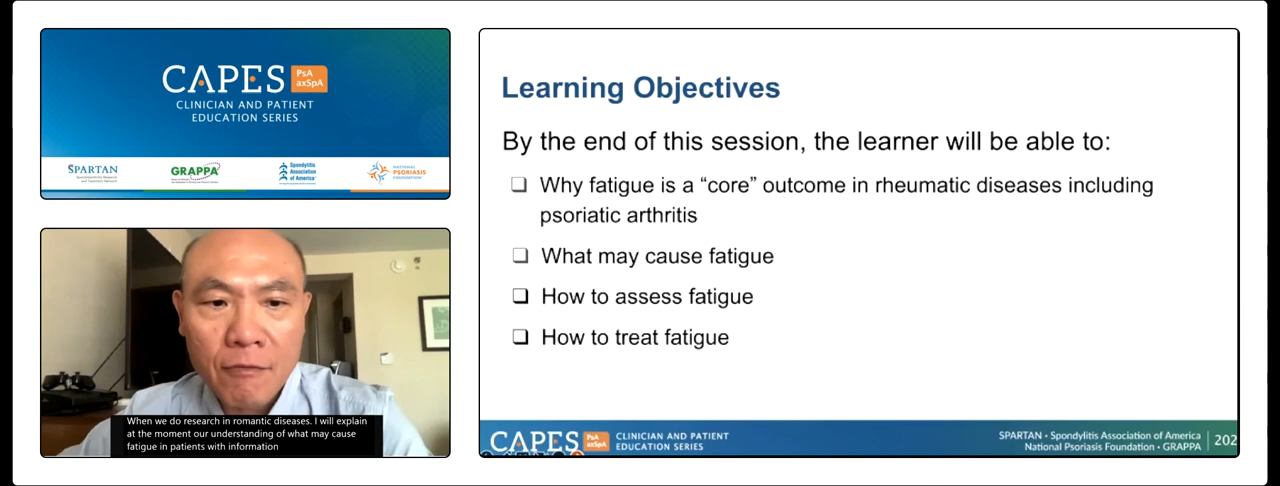 CAPES PsA axSpA
CLINICIAN AND PATIENT
EDUCATION SERIES
SPARTAN
GRAPPA
Spondylitis
Association
of America
NATIONAL
PSORIASIS
FOUNDATION
When we do research in romantic diseases. I will explain
at the moment our understanding of what may cause
fatigue in patients with information
Learning Objectives
By the end of this session, the learner will be able to:
Why fatigue is a “core” outcome in rheumatic diseases including
psoriatic arthritis
What may cause fatigue
How to assess fatigue
How to treat fatigue
CAPES PsA axSpA
CLINICIAN AND PATIENT
EDUCATION SERIES
SPARTAN • Spondylitis Association of America
National Psoriasis Foundation • GRAPPA
202